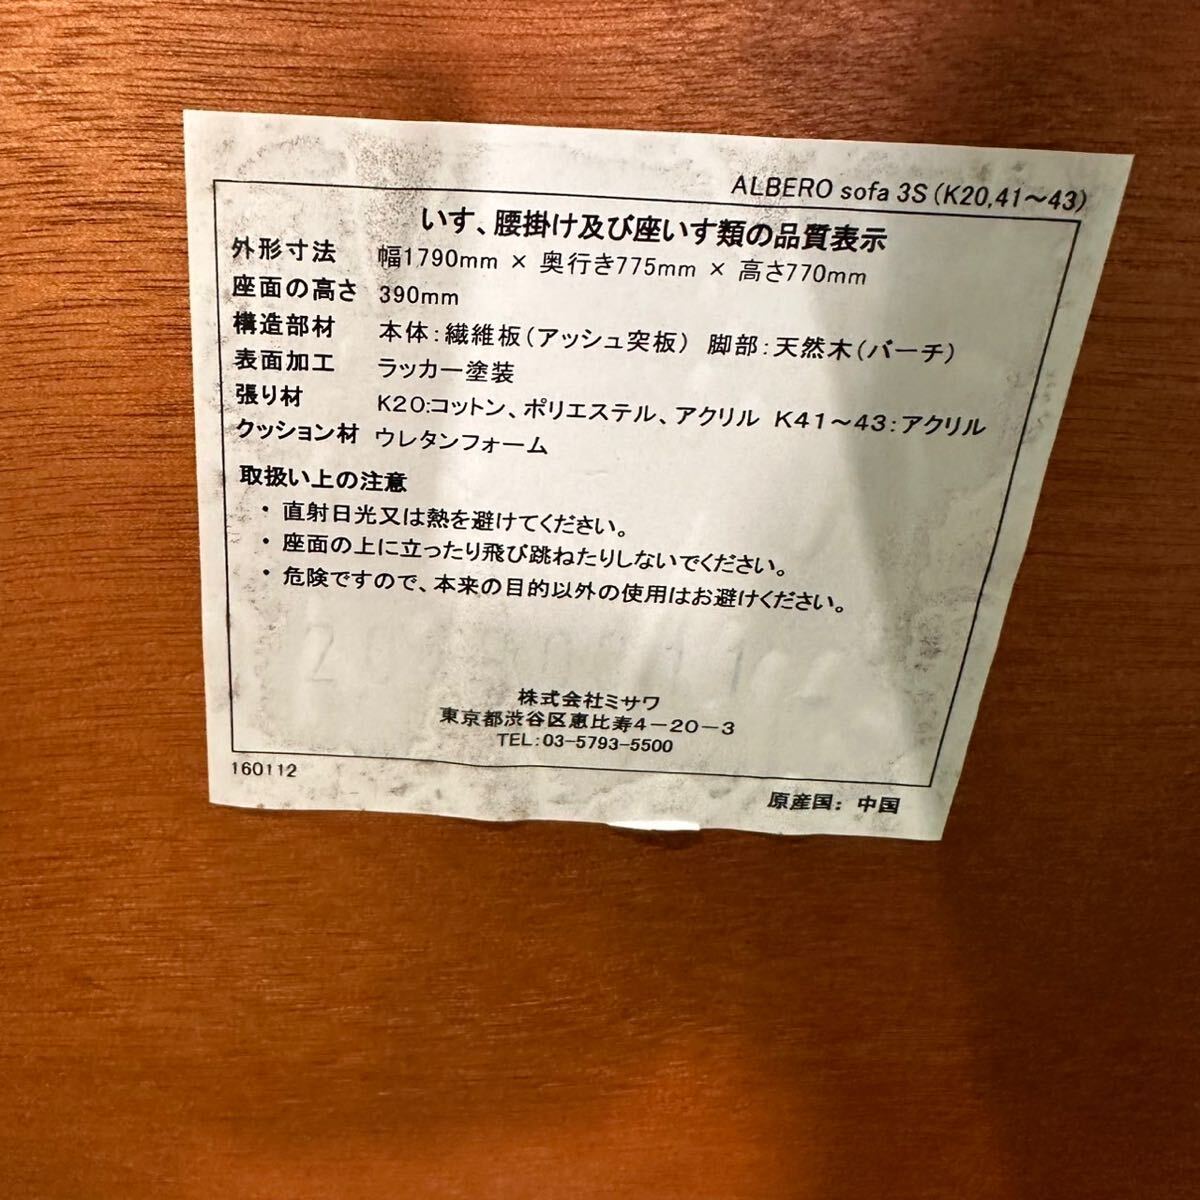 ALBERO sofa 3S (K20,41～43)
いす、腰掛け及び座いす類の品質表示
外形寸法 幅1790mm × 奥行き775mm × 高さ770mm
座面の高さ 390mm
構造部材 本体：繊維板（アッシュ突板） 脚部：天然木（バーチ）
表面加工 ラッカー塗装
張り材 K20:コットン、ポリエステル、アクリル K41～43:アクリル
クッション材 ウレタンフォーム
取扱い上の注意
・ 直射日光又は熱を避けてください。
・ 座面の上に立ったり飛び跳ねたりしないでください。
・ 危険ですので、本来の目的以外の使用はお避けください。
株式会社ミサワ
東京都渋谷区恵比寿4－20－3
TEL:03-5793-5500
160112
原産国： 中国